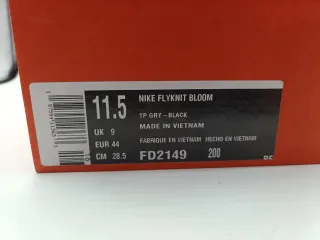 11.5
NIKE FLYKNIT BLOOM
TP GRY-BLACK
UK 9
MADE IN VIETNAM
EUR 44
FABRIQUE EN VIETNAM HECHO EN VIETNAM
CM 28.5
FD2149 200